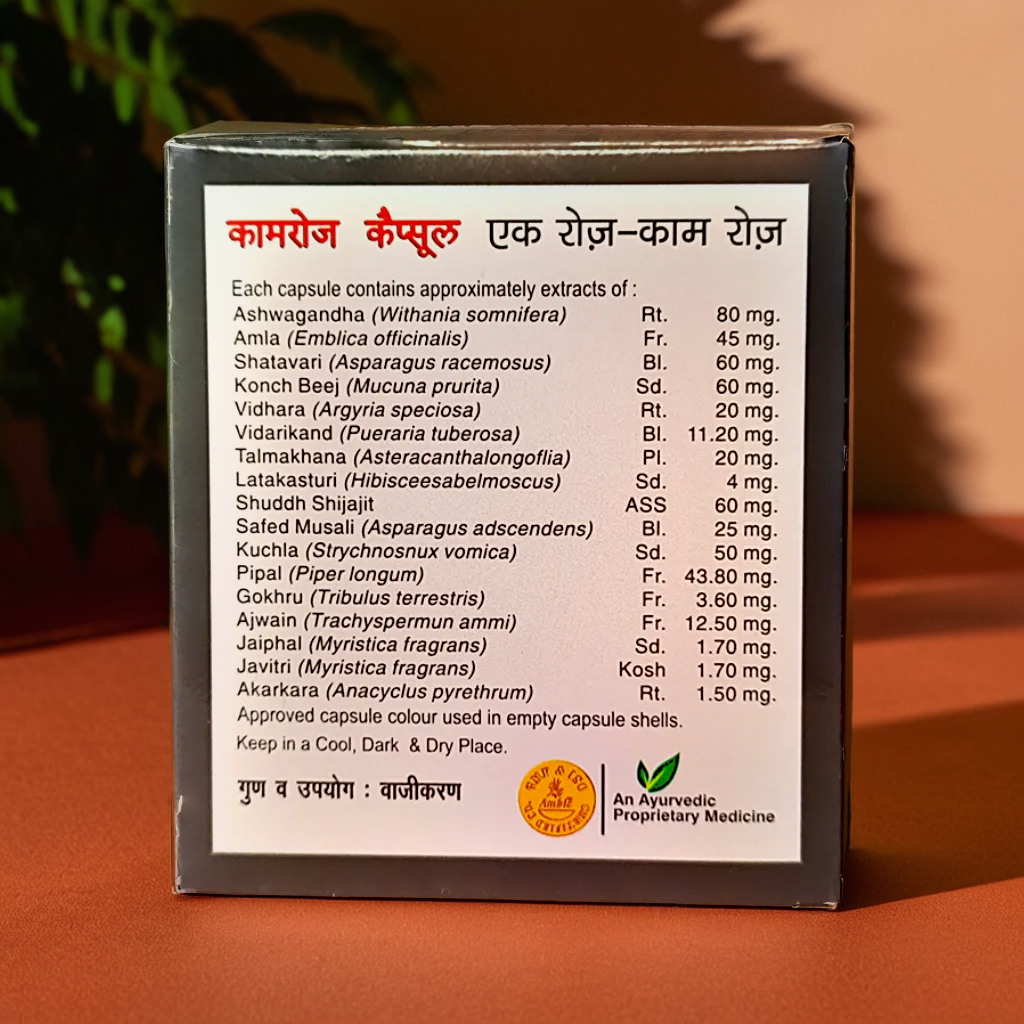 कामरोज कैप्सूल एक रोज़–काम रोज़
Each capsule contains approximately extracts of :
Ashwagandha (Withania somnifera) Rt. 80 mg.
Amla (Emblica officinalis) Fr. 45 mg.
Shatavari (Asparagus racemosus) Bl. 60 mg.
Konch Beej (Mucuna prurita) Sd. 60 mg.
Vidhara (Argyria speciosa) Rt. 20 mg.
Vidarikand (Pueraria tuberosa) Bl. 11.20 mg.
Talmakhana (Asteracanthalongoflia) Pl. 20 mg.
Latakasturi (Hibisceesabelmoscus) Sd. 4 mg.
Shuddh Shijajit ASS 60 mg.
Safed Musali (Asparagus adscendens) Bl. 25 mg.
Kuchla (Strychnosnux vomica) Sd. 50 mg.
Pipal (Piper longum) Fr. 43.80 mg.
Gokhru (Tribulus terrestris) Fr. 3.60 mg.
Ajwain (Trachyspermun ammi) Fr. 12.50 mg.
Jaiphal (Myristica fragrans) Sd. 1.70 mg.
Javitri (Myristica fragrans) Kosh 1.70 mg.
Akarkara (Anacyclus pyrethrum) Rt. 1.50 mg.
Approved capsule colour used in empty capsule shells.
Keep in a Cool, Dark & Dry Place.
गुण व उपयोग : वाजीकरण
An Ayurvedic
Proprietary Medicine